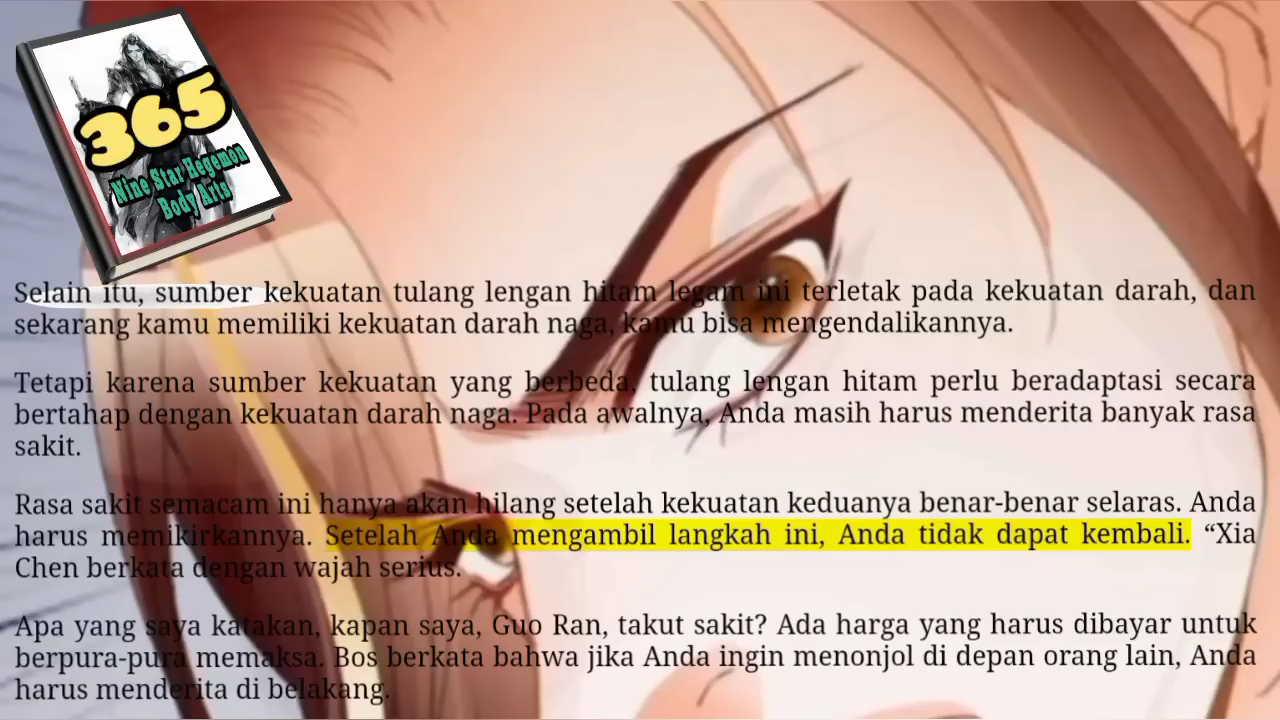 365
Nine Star Hegemon
Body Arts
Selain itu, sumber kekuatan tulang lengan hitam legam ini terletak pada kekuatan darah, dan
sekarang kamu memiliki kekuatan darah naga, kamu bisa mengendalikannya.
Tetapi karena sumber kekuatan yang berbeda, tulang lengan hitam perlu beradaptasi secara
bertahap dengan kekuatan darah naga. Pada awalnya, Anda masih harus menderita banyak rasa
sakit.
Rasa sakit semacam ini hanya akan hilang setelah kekuatan keduanya benar-benar selaras. Anda
harus memikirkannya. Setelah Anda mengambil langkah ini, Anda tidak dapat kembali. “Xia
Chen berkata dengan wajah serius.
Apa yang saya katakan, kapan saya, Guo Ran, takut sakit? Ada harga yang harus dibayar untuk
berpura-pura memaksa. Bos berkata bahwa jika Anda ingin menonjol di depan orang lain, Anda
harus menderita di belakang.